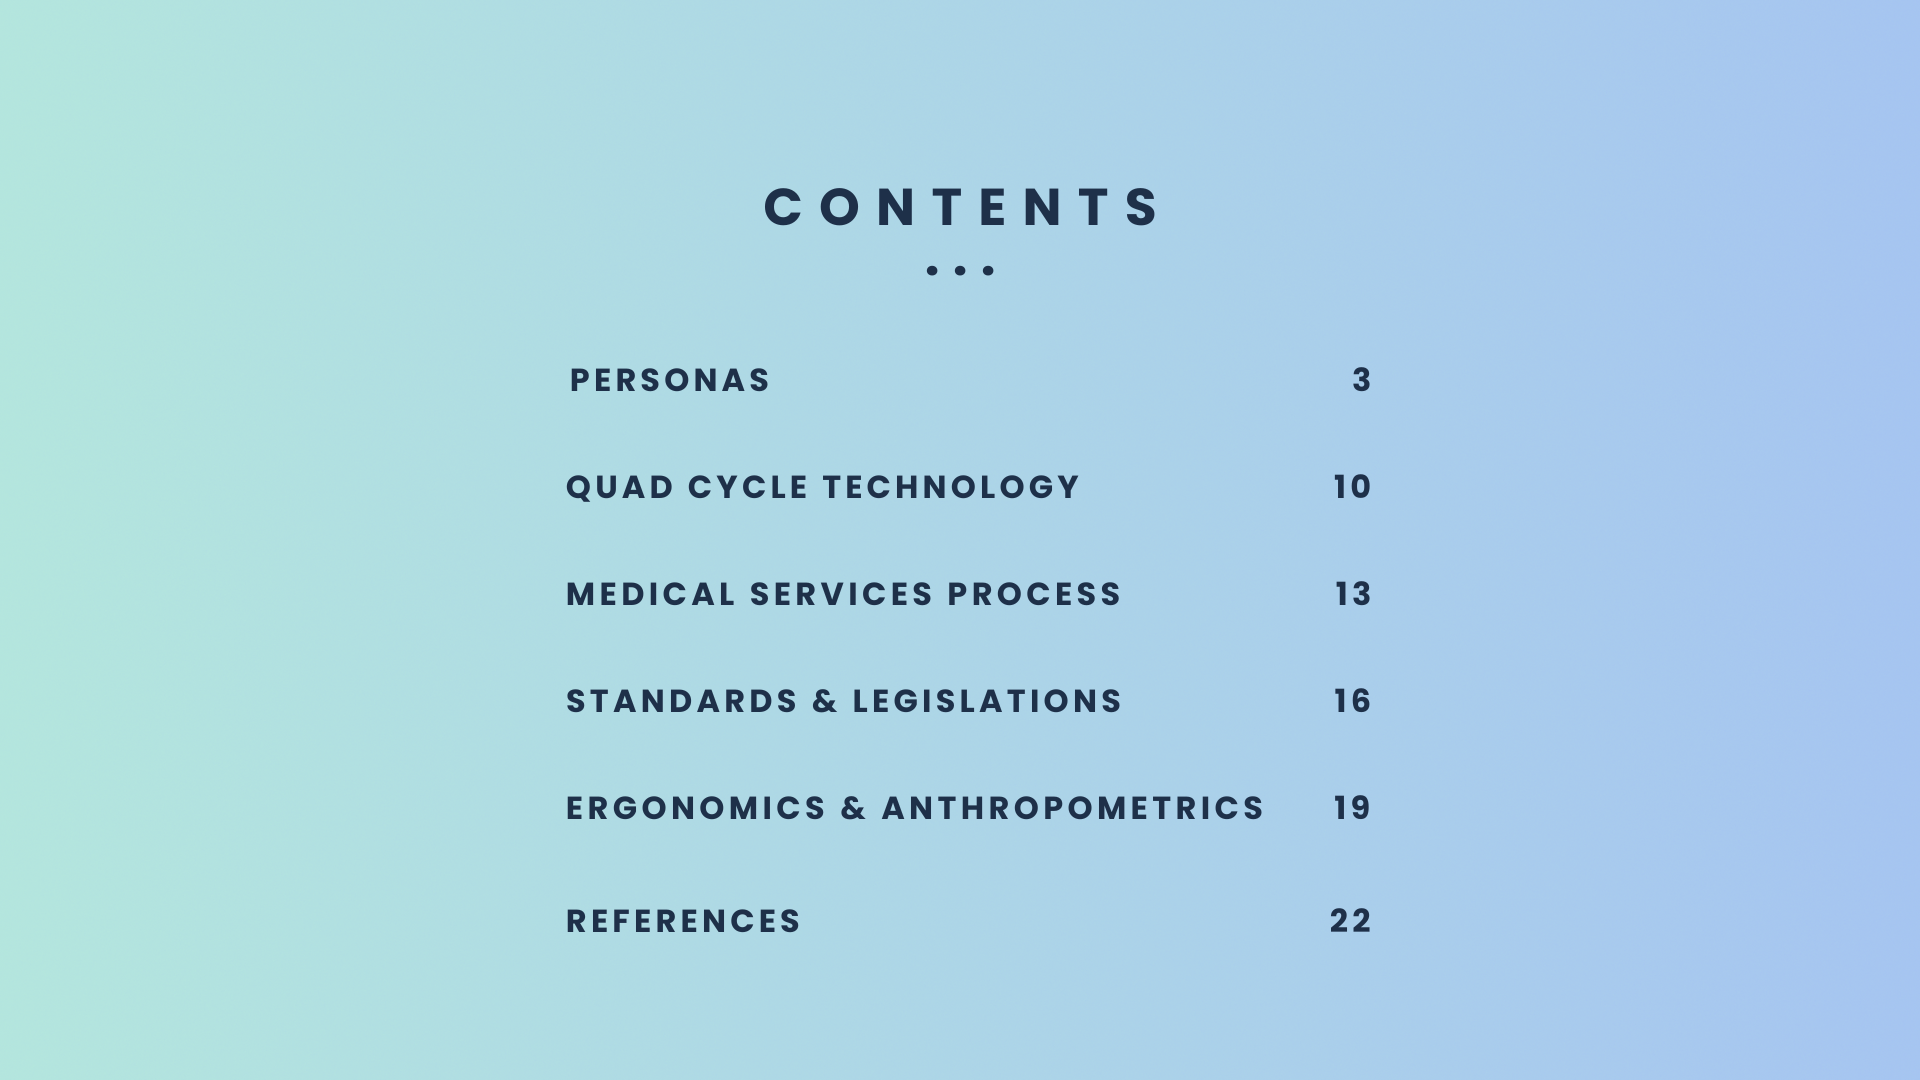 CONTENTS
...
PERSONAS 3
QUAD CYCLE TECHNOLOGY 10
MEDICAL SERVICES PROCESS 13
STANDARDS & LEGISLATIONS 16
ERGONOMICS & ANTHROPOMETRICS 19
REFERENCES 22